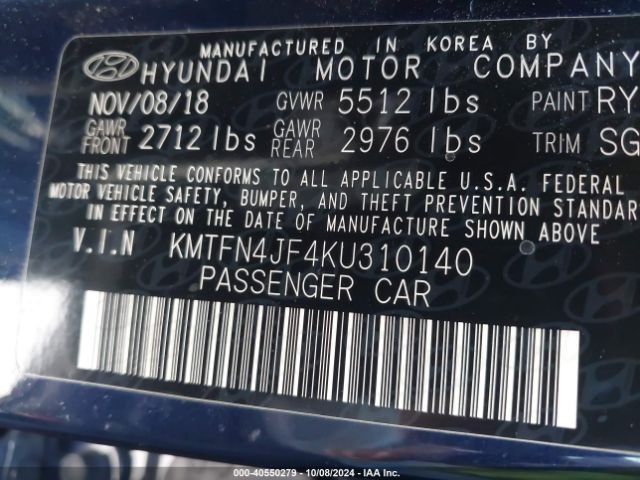 MANUFACTURED IN KOREA BY
HYUNDAI MOTOR COMPANY
NOV/08/18 GVWR 5512 lbs PAINT RY
GAWR FRONT 2712 lbs GAWR REAR 2976 lbs TRIM SG
THIS VEHICLE CONFORMS TO ALL APPLICABLE U.S.A. FEDERAL
MOTOR VEHICLE SAFETY, BUMPER, AND THEFT PREVENTION STANDAR
IN EFFECT ON THE DATE OF MANUFACTURE SHOWN ABOVE
V.I.N KMTFN4JF4KU310140
PASSENGER CAR
000-40550279 - 10/08/2024 - IAA Inc.